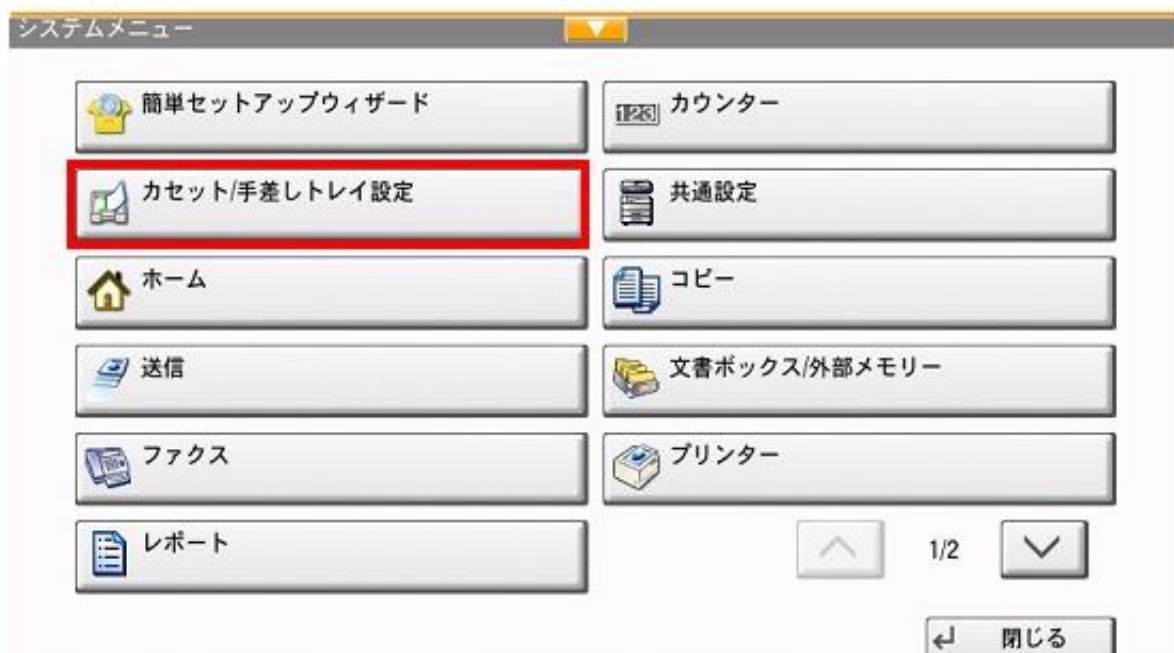 システムメニュー
簡単セットアップウィザード
カウンター
123
カセット/手差しトレイ設定
共通設定
ホーム
コピー
送信
文書ボックス/外部メモリー
ファクス
プリンター
レポート
1/2
閉じる